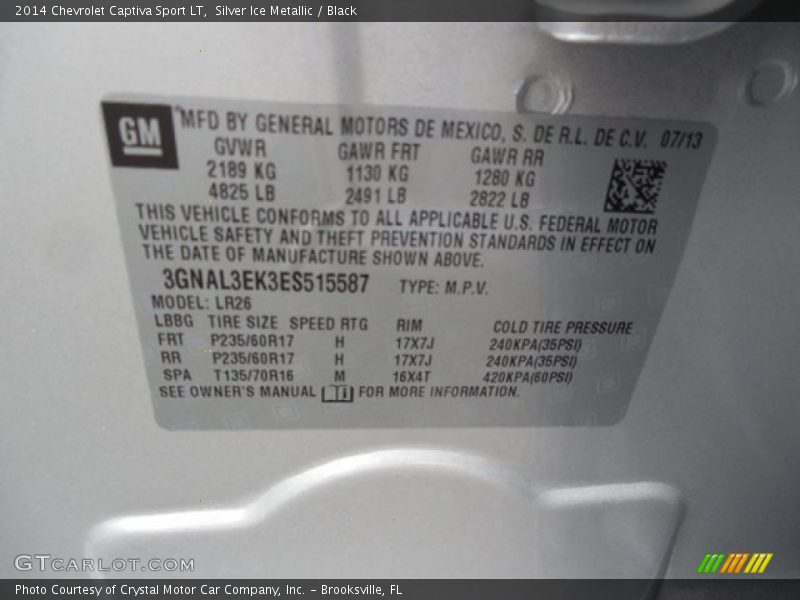 2014 Chevrolet Captiva Sport LT, Silver Ice Metallic / Black
GM
MFD BY GENERAL MOTORS DE MEXICO, S. DE R.L. DE C.V. 07/13
GVWR GAWR FRT GAWR RR
2189 KG 1130 KG 1280 KG
4825 LB 2491 LB 2822 LB
THIS VEHICLE CONFORMS TO ALL APPLICABLE U.S. FEDERAL MOTOR
VEHICLE SAFETY AND THEFT PREVENTION STANDARDS IN EFFECT ON
THE DATE OF MANUFACTURE SHOWN ABOVE.
3GNAL3EK3ES515587 TYPE: M.P.V.
MODEL: LR26
LBBG TIRE SIZE SPEED RTG RIM COLD TIRE PRESSURE
FRT P235/60R17 H 17X7J 240KPA(35PSI)
RR P235/60R17 H 17X7J 240KPA(35PSI)
SPA T135/70R16 M 16X4T 420KPA(60PSI)
SEE OWNER'S MANUAL i FOR MORE INFORMATION.
GTCARLOT.COM
Photo Courtesy of Crystal Motor Car Company, Inc. – Brooksville, FL